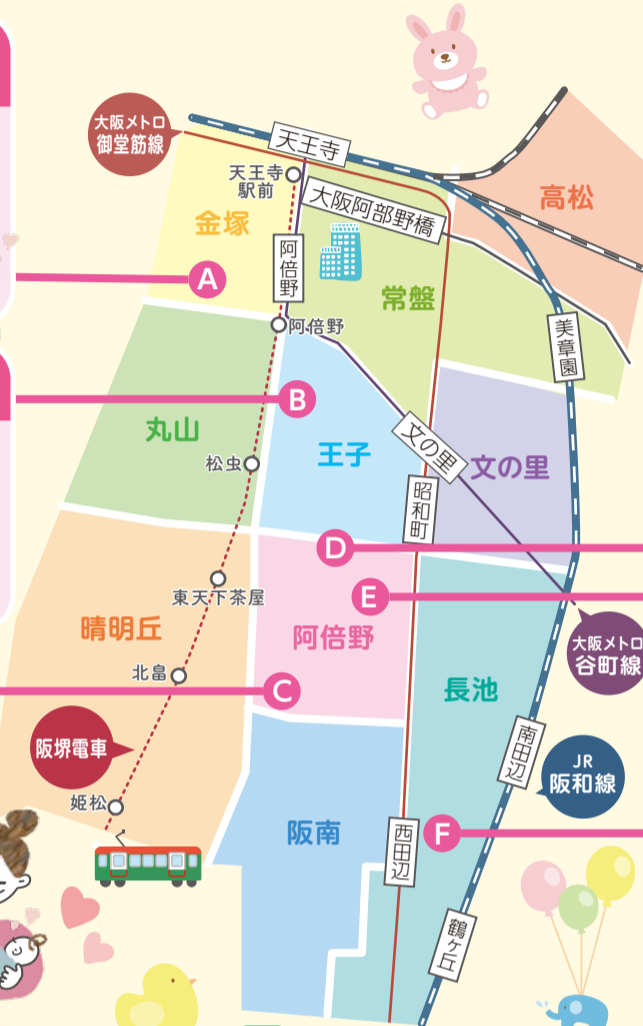 大阪メトロ
御堂筋線
天王寺
天王寺
駅前
大阪阿部野橋
高松
金塚
阿倍野
A
常盤
阿倍野
美章園
B
丸山
王子
文の里
文の里
松虫
昭和町
D
E
東天下茶屋
晴明丘
阿倍野
大阪メトロ
谷町線
北畠
C
長池
阪堺電車
南田辺
JR
阪和線
姫松
阪南
西田辺
F
鶴ヶ丘